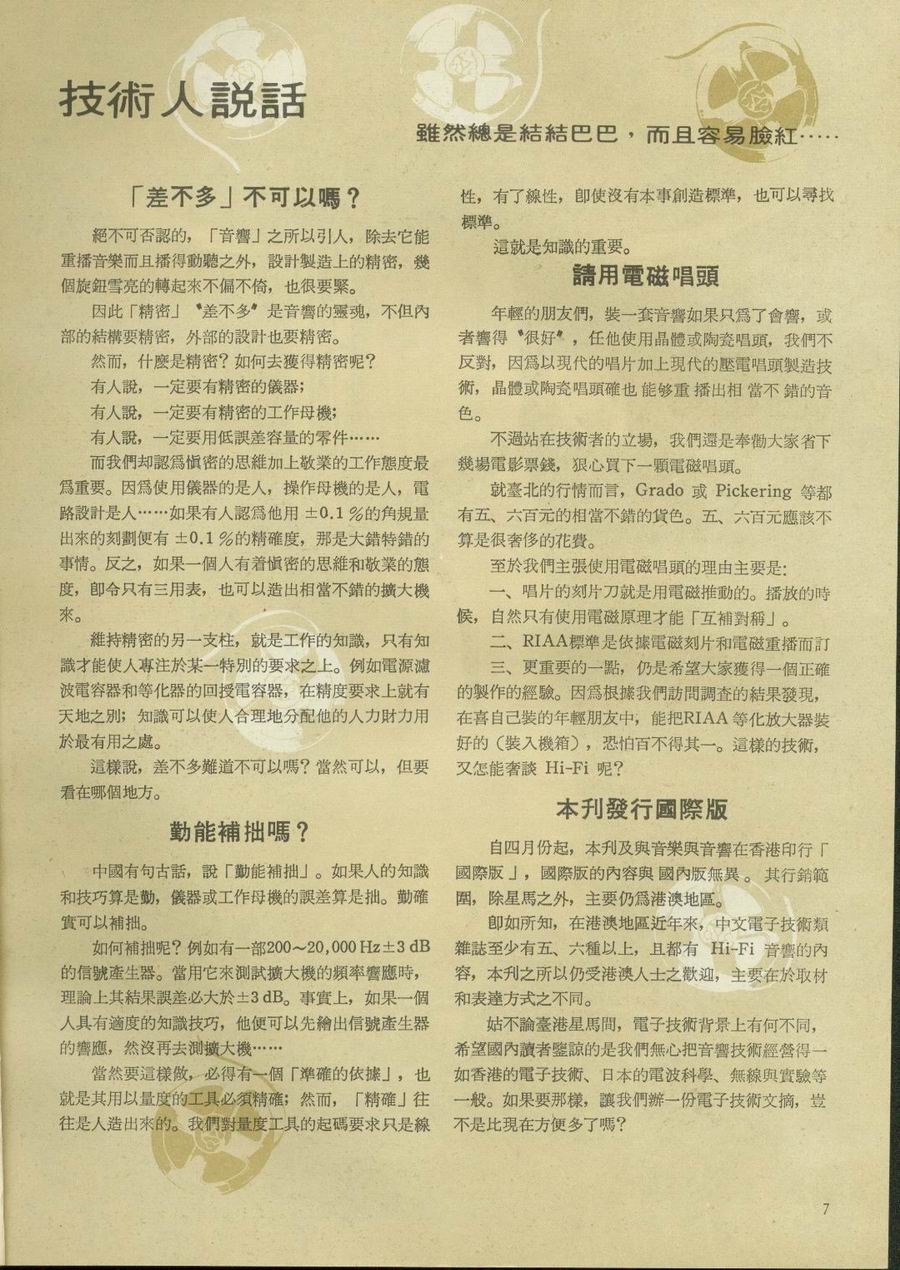 技術人説話
雖然總是結結巴巴，而且容易臉紅⋯⋯
「差不多」不可以嗎？
絕不可否認的，「音響」之所以引人，除去它能
重播音樂而且播得動聽之外，設計製造上的精密，幾
個旋鈕雪亮的轉起來不偏不倚，也很要緊。
因此「精密」〝差不多〞是音響的靈魂，不但內
部的結構要精密，外部的設計也要精密。
然而，什麽是精密？如何去獲得精密呢？
有人說，一定要有精密的儀器；
有人說，一定要有精密的工作母機；
有人說，一定要用低誤差容量的零件⋯⋯
而我們却認爲愼密的思維加上敬業的工作態度最
爲重要。因爲使用儀器的是人，操作母機的是人，電
路設計是人⋯⋯如果有人認爲他用 ±0.1％的角規量
出來的刻劃便有 ±0.1％的精確度，那是大錯特錯的
事情。反之，如果一個人有着愼密的思維和敬業的態
度，卽令只有三用表，也可以造出相當不錯的擴大機
來。
維持精密的另一支柱，就是工作的知識，只有知
識才能使人專注於某一特別的要求之上。例如電源濾
波電容器和等化器的回授電容器，在精度要求上就有
天地之別；知識可以使人合理地分配他的人力財力用
於最有用之處。
這樣說，差不多難道不可以嗎？當然可以，但要
看在哪個地方。
勤能補拙嗎？
中國有句古話，說「勤能補拙」。如果人的知識
和技巧算是勤，儀器或工作母機的誤差算是拙。勤確
實可以補拙。
如何補拙呢？例如有一部200～20,000 Hz±3 dB
的信號產生器。當用它來測試擴大機的頻率響應時，
理論上其結果誤差必大於±3 dB。事實上，如果一個
人具有適度的知識技巧，他便可以先繪出信號產生器
的響應，然沒再去測擴大機⋯⋯
當然要這樣做，必得有一個「準確的依據」，也
就是其用以量度的工具必須精確；然而，「精確」往
往是人造出來的。我們對量度工具的起碼要求只是線
性，有了線性，卽使沒有本事創造標準，也可以尋找
標準。
這就是知識的重要。
請用電磁唱頭
年輕的朋友們，裝一套音響如果只爲了會響，或
者響得〝很好〞，任他使用晶體或陶瓷唱頭，我們不
反對，因爲以現代的唱片加上現代的壓電唱頭製造技
術，晶體或陶瓷唱頭確也能够重播出相當不錯的音
色。
不過站在技術者的立場，我們還是奉勸大家省下
幾場電影票錢，狠心買下一顆電磁唱頭。
就臺北的行情而言，Grado 或 Pickering 等都
有五、六百元的相當不錯的貨色。五、六百元應該不
算是很奢侈的花費。
至於我們主張使用電磁唱頭的理由主要是：
一、唱片的刻片刀就是用電磁推動的。播放的時
候，自然只有使用電磁原理才能「互補對稱」。
二、RIAA標準是依據電磁刻片和電磁重播而訂
三、更重要的一點，仍是希望大家獲得一個正確
的製作的經驗。因爲根據我們訪問調查的結果發現，
在喜自己裝的年輕朋友中，能把RIAA等化放大器裝
好的（裝入機箱），恐怕百不得其一。這樣的技術，
又怎能奢談 Hi-Fi 呢？
本刊發行國際版
自四月份起，本刊及與音樂與音響在香港印行「
國際版」，國際版的內容與國內版無異。其行銷範
圍，除星馬之外，主要仍爲港澳地區。
卽如所知，在港澳地區近年來，中文電子技術類
雜誌至少有五、六種以上，且都有 Hi-Fi 音響的內
容，本刊之所以仍受港澳人士之歡迎，主要在於取材
和表達方式之不同。
姑不論臺港星馬間，電子技術背景上有何不同，
希望國內讀者鑒諒的是我們無心把音響技術經營得一
如香港的電子技術、日本的電波科學、無線與實驗等
一般。如果要那樣，讓我們辦一份電子技術文摘，豈
不是比現在方便多了嗎？
7